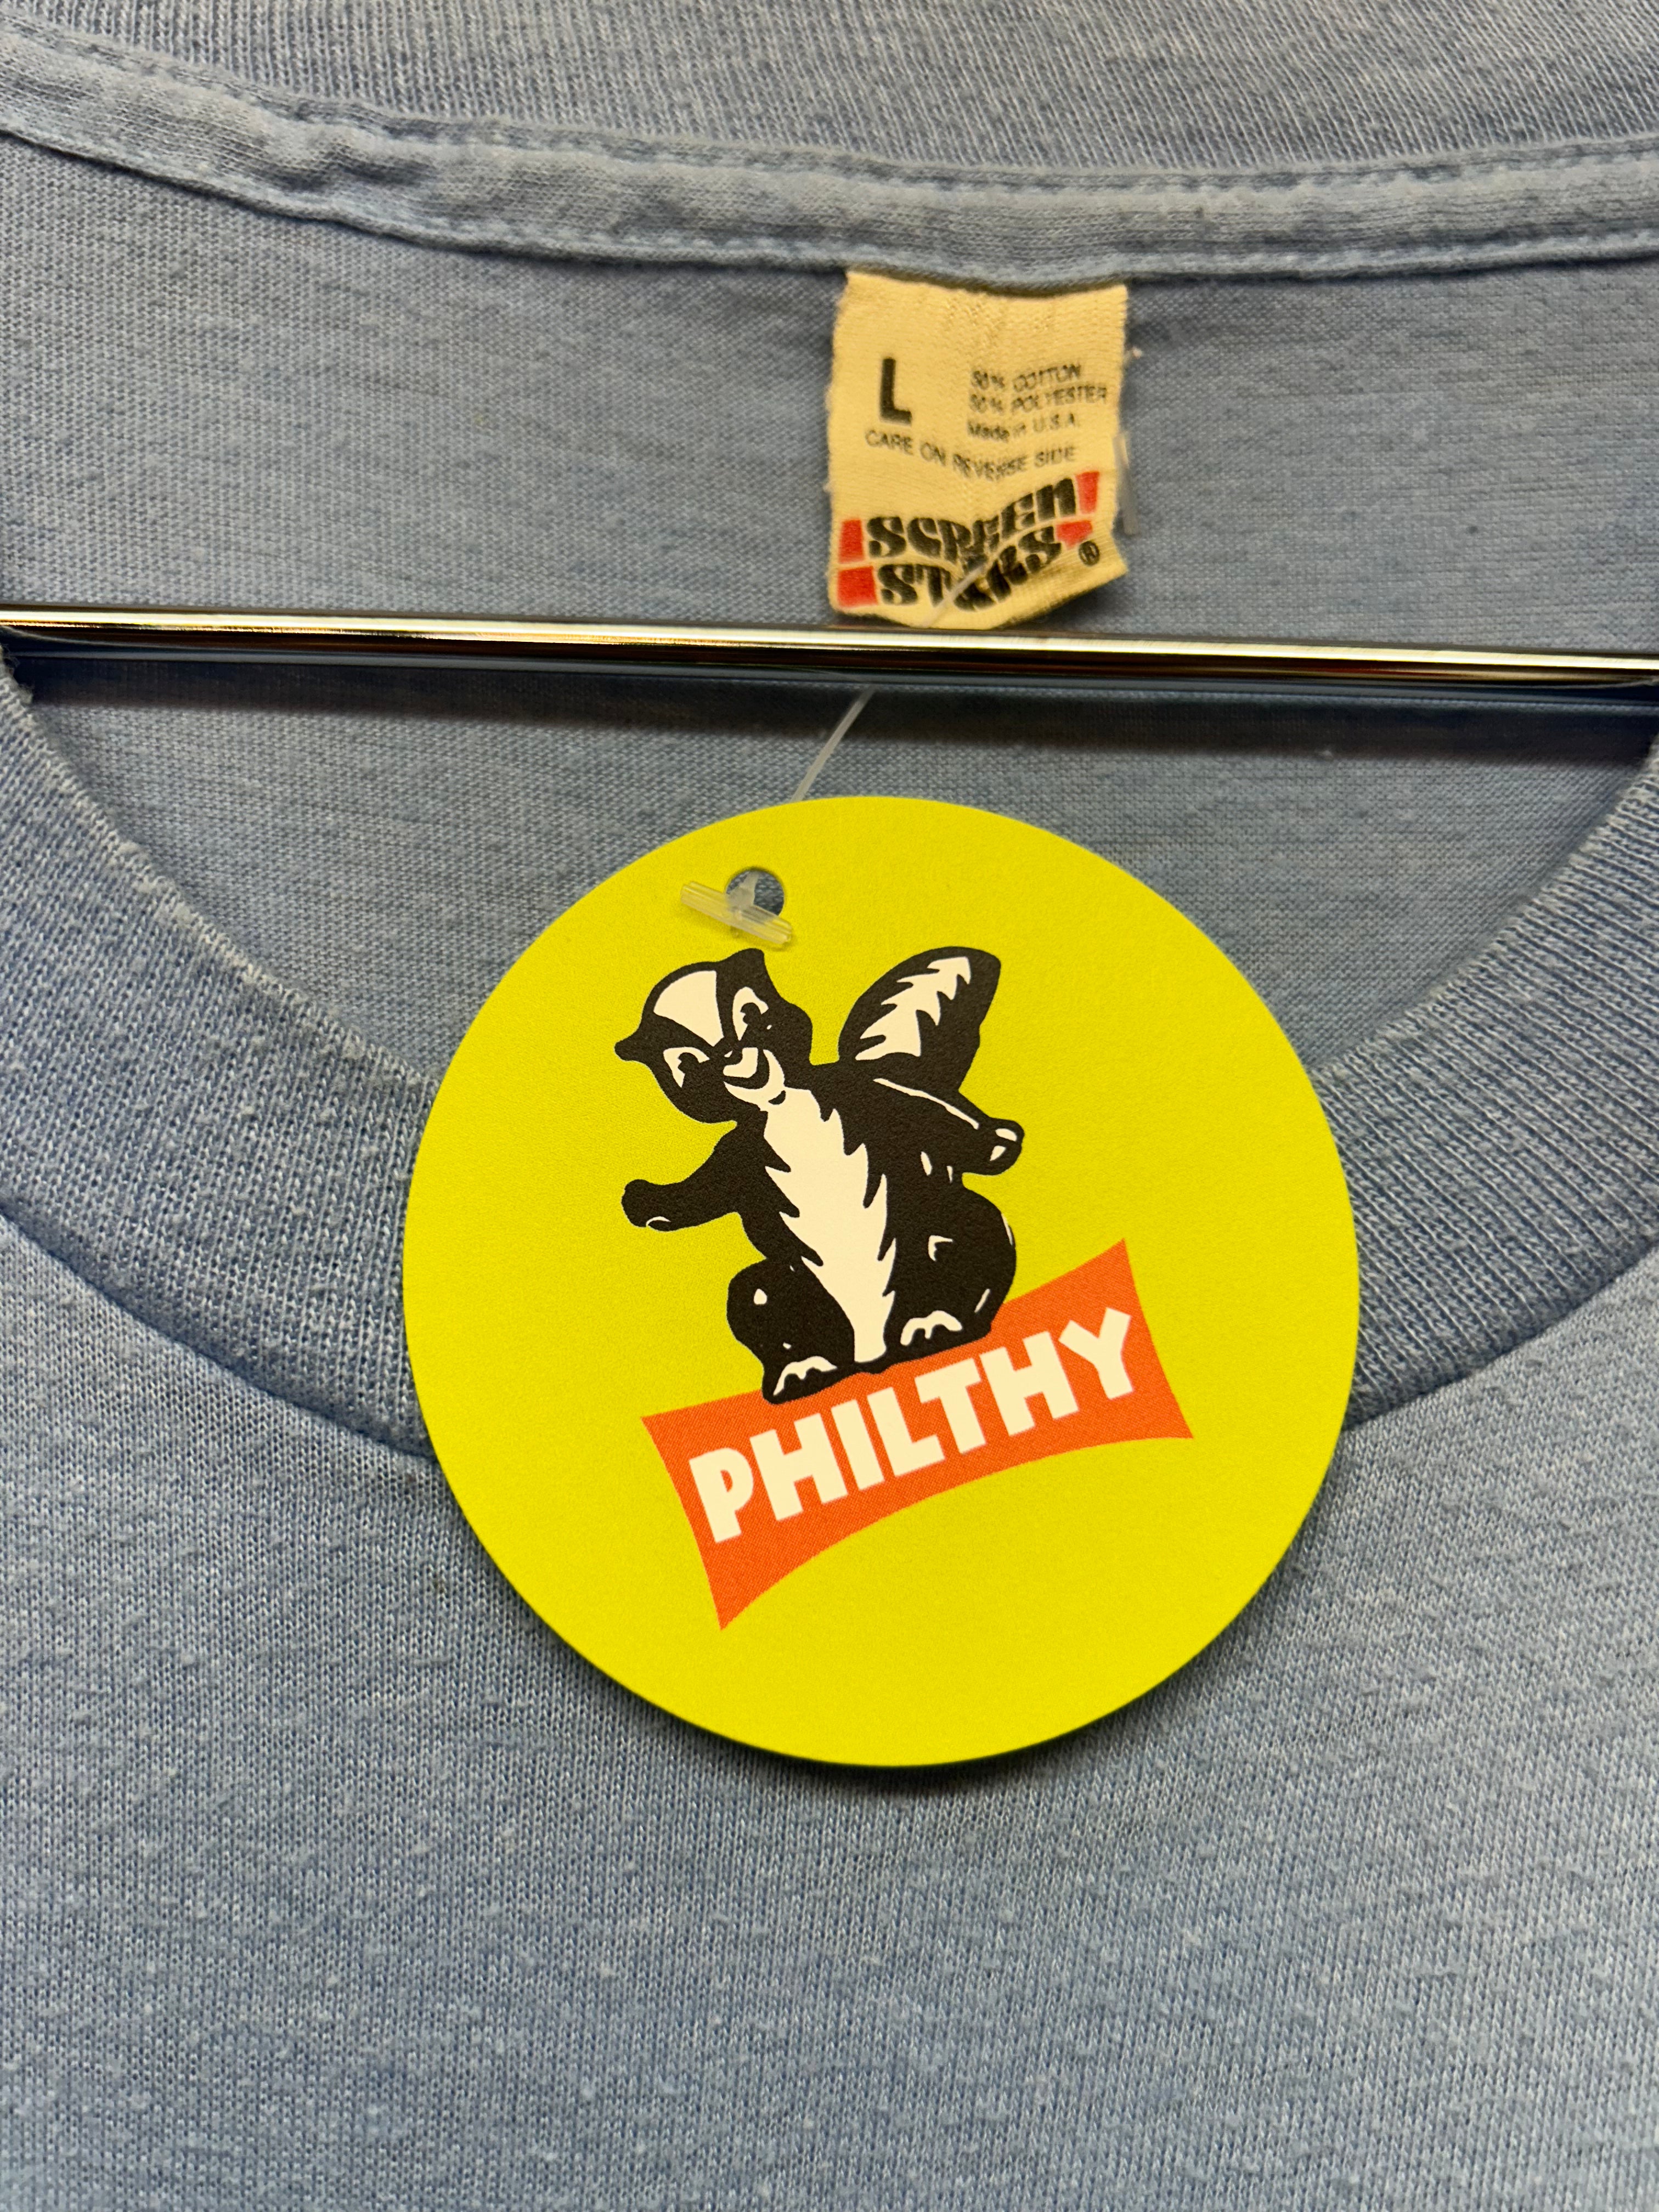 L
50% COTTON
50% POLYESTER
Made in U.S.A.
CARE ON REVERSE SIDE
SCREEN
STARS ®
PHILTHY